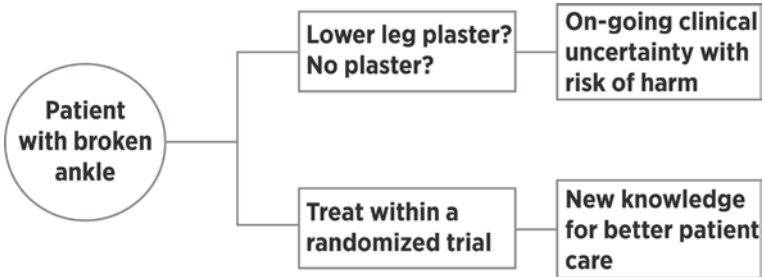 Patient
with broken
ankle
Lower leg plaster?
No plaster?
On-going clinical
uncertainty with
risk of harm
Treat within a
randomized trial
New knowledge
for better patient
care